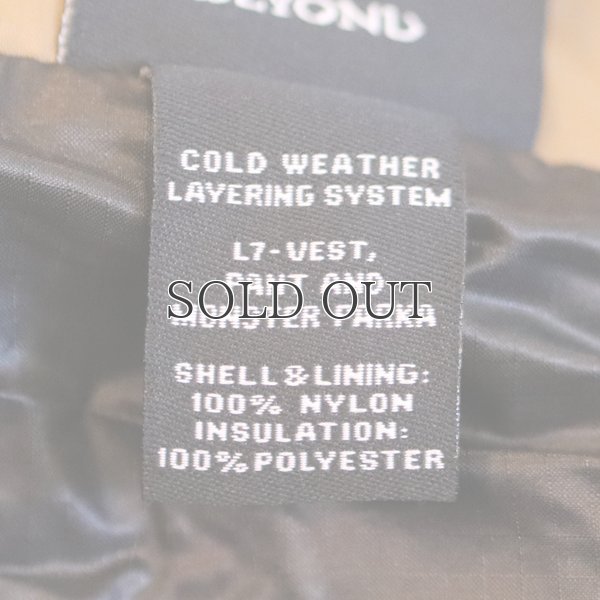 BEYOND
COLD WEATHER
LAYERING SYSTEM
L7-VEST,
PANT AND
SOLD OUT
MONSTER PARKA
SHELL & LINING:
100% NYLON
INSULATION:
100% POLYESTER